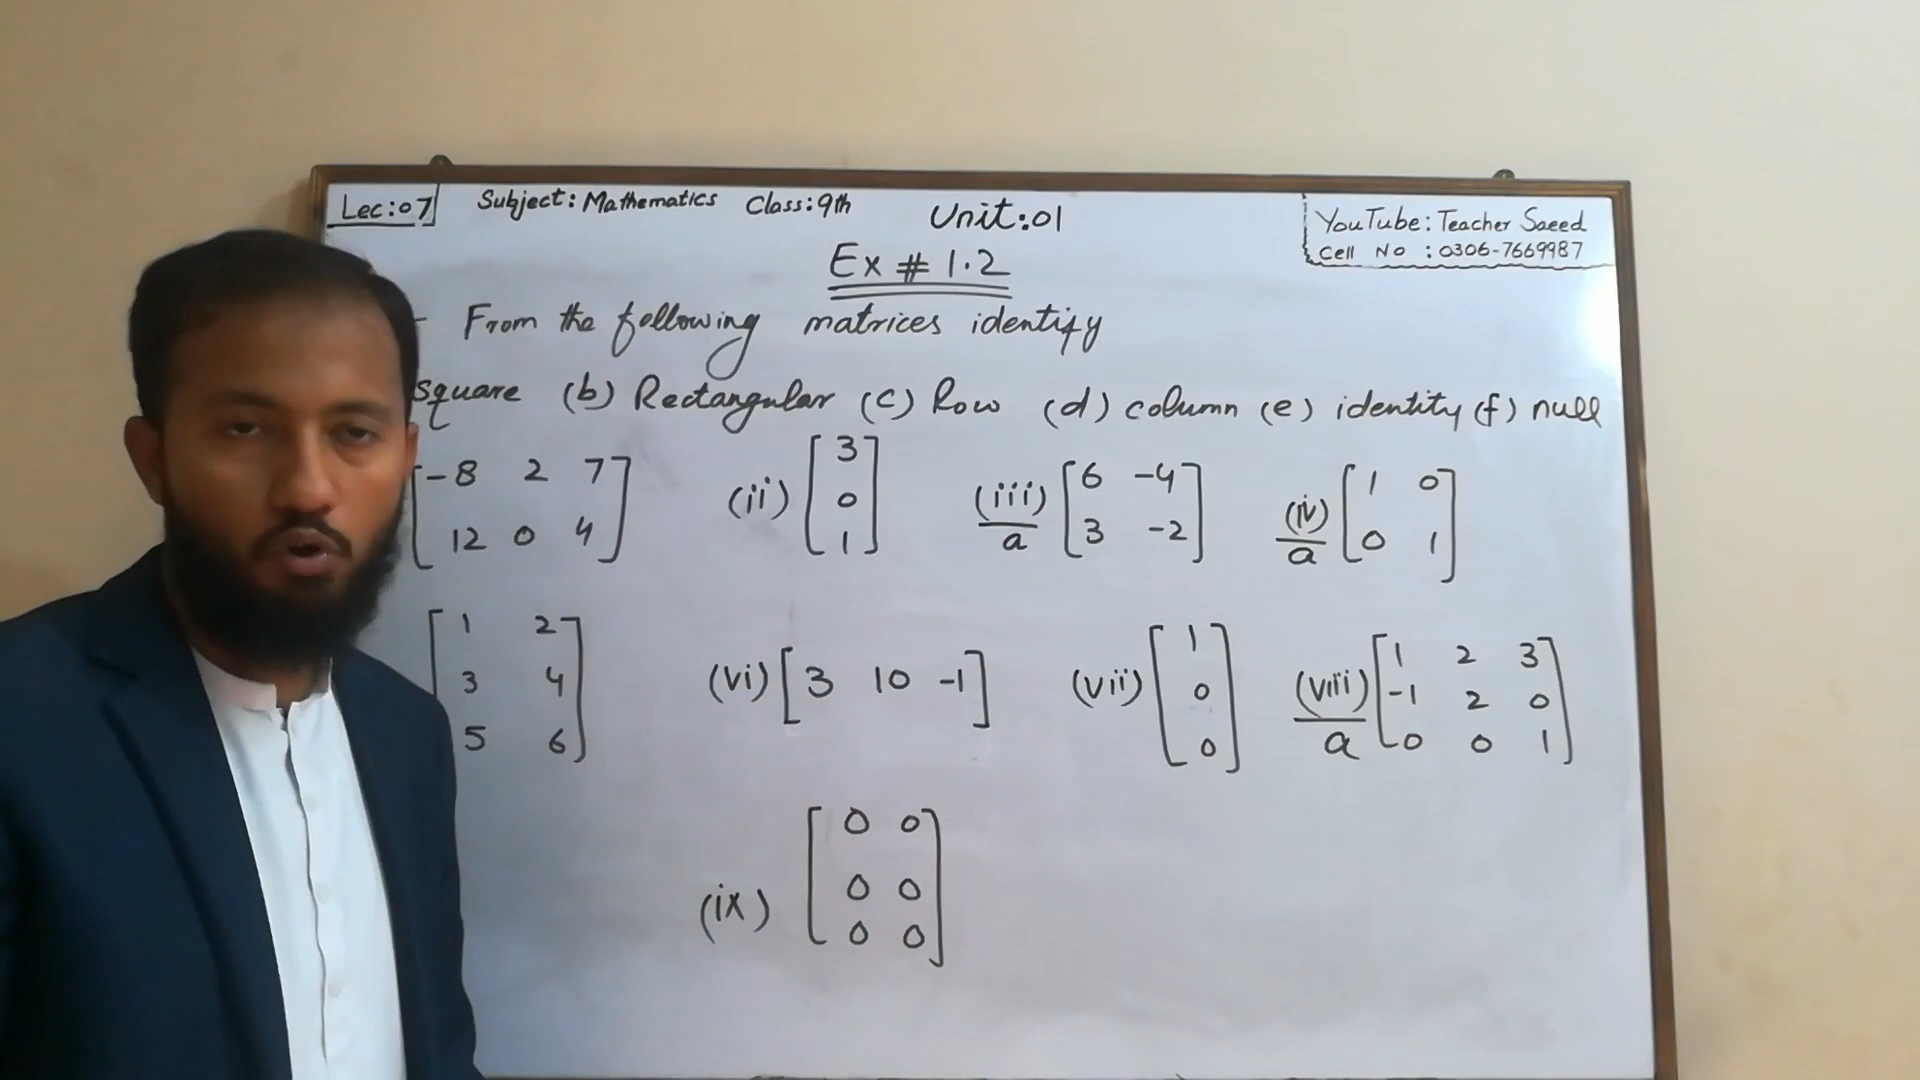 Lec:07 Subject: Mathematics Class: 9th Unit:01
YouTube: Teacher Saeed
Cell No : 0306-7669987
Ex # 1.2
- From the following matrices identify
square (b) Rectangular (c) Row (d) column (e) identity (f) null
[-8 2 7 (ii) [3 (iii) [6 -4] (iv) [1 0]
12 0 4] 0 a 3 -2] a 0 1]
1]
[1 2] (vi) [3 10 -1] (vii) [1 (viii) [1 2 3]
3 4 0 a -1 2 0
5 6] 0] 0 0 1]
(ix) [0 0
0 0
0 0]